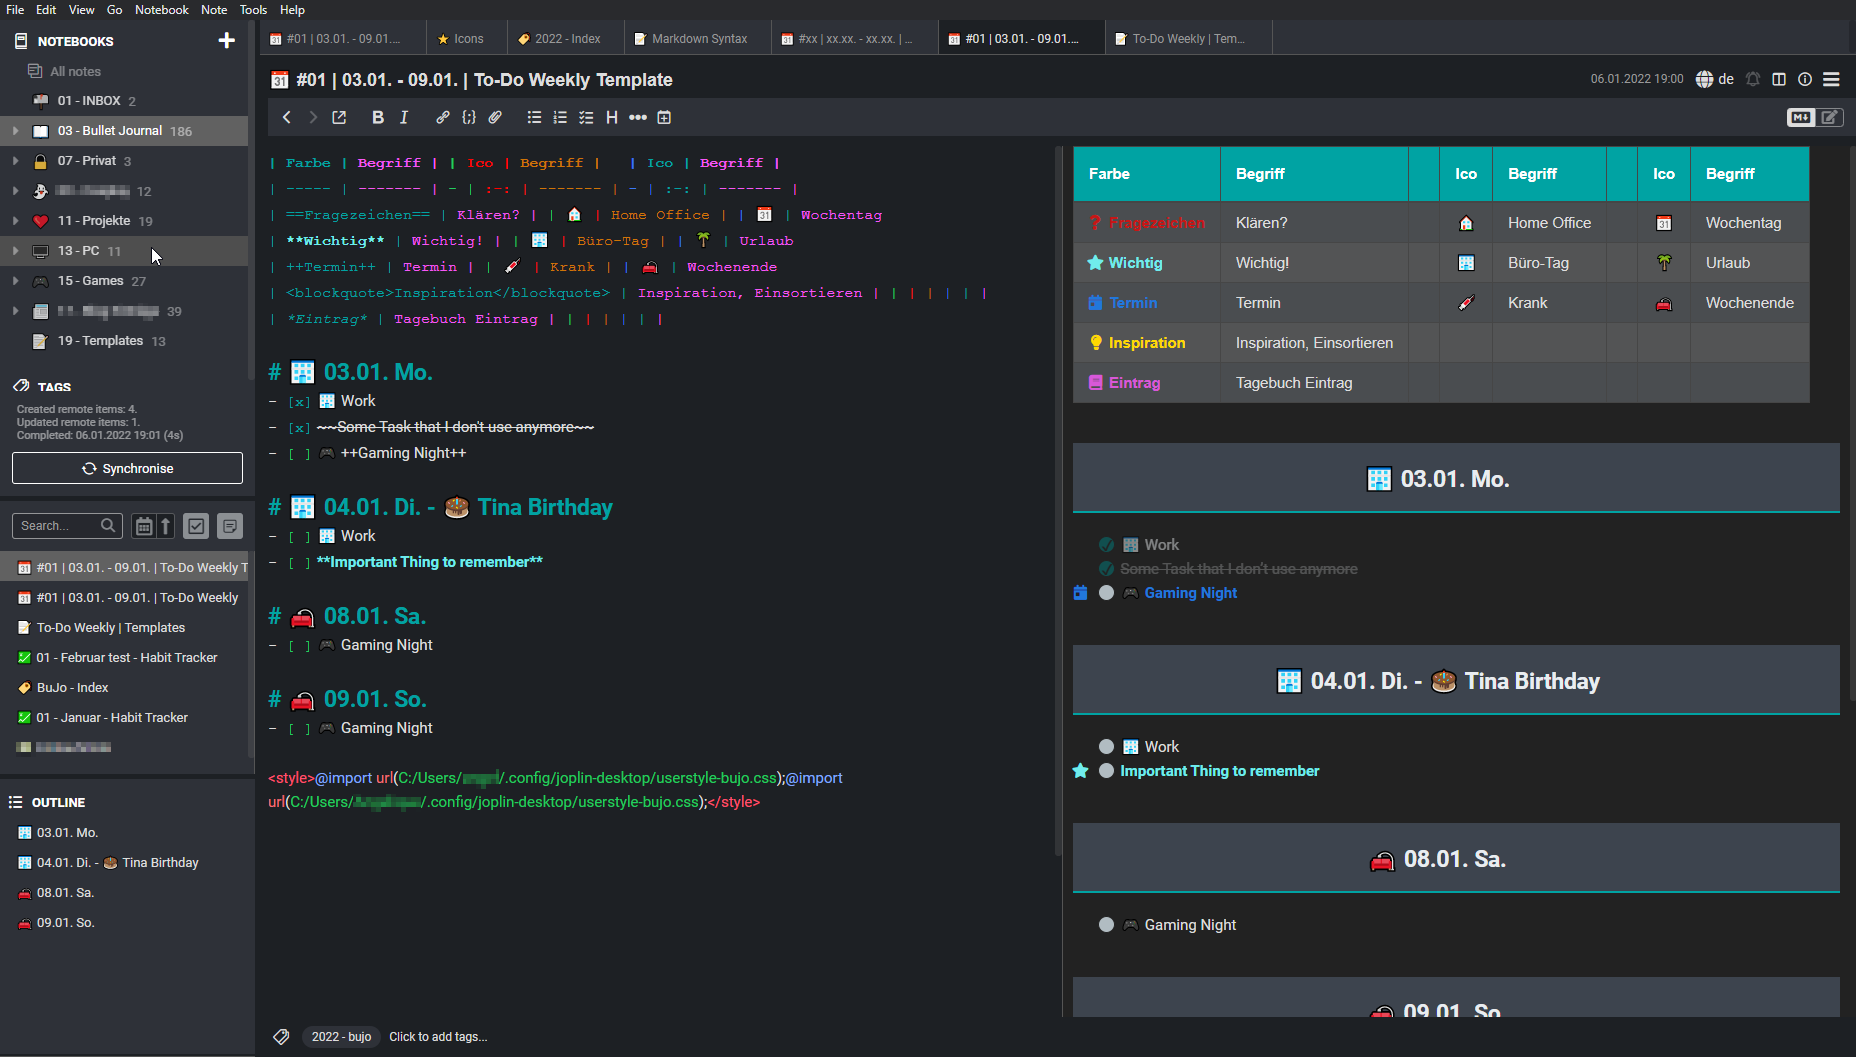 File Edit View Go Notebook Note Tools Help
NOTEBOOKS
All notes
01 - INBOX 2
03 - Bullet Journal 186
07 - Privat 3
12
11 - Projekte 19
13 - PC 11
15 - Games 27
39
19 - Templates 13
TAGS
Created remote items: 4.
Updated remote items: 1.
Completed: 06.01.2022 19:01 (4s)
Synchronise
Search...
#01 | 03.01. - 09.01. | To-Do Weekly T
#01 | 03.01. - 09.01. | To-Do Weekly
To-Do Weekly | Templates
01 - Februar test - Habit Tracker
BuJo - Index
01 - Januar - Habit Tracker
OUTLINE
03.01. Mo.
04.01. Di. - Tina Birthday
08.01. Sa.
09.01. So.
#01 | 03.01. - 09.01.... Icons 2022 - Index Markdown Syntax #xx | xx.xx. - xx.xx. | ... #01 | 03.01. - 09.01.... To-Do Weekly | Tem...
#01 | 03.01. - 09.01. | To-Do Weekly Template
06.01.2022 19:00 de
| Farbe | Begriff | | Ico | Begriff | | Ico | Begriff |
| ----- | ------- | - | :-: | ------- | - | :-: | ------- |
| ==Fragezeichen== | Klären? | | 🏠 | Home Office | | 📅 | Wochentag
| **Wichtig** | Wichtig! | | 🏢 | Büro-Tag | | 🌴 | Urlaub
| ++Termin++ | Termin | | 💉 | Krank | | 🛋 | Wochenende
| <blockquote>Inspiration</blockquote> | Inspiration, Einsortieren | | | | | | |
| *Eintrag* | Tagebuch Eintrag | | | | | | |
# 🏢 03.01. Mo.
- [x] 🏢 Work
- [x] ~~Some Task that I don't use anymore~~
- [ ] 🎮 ++Gaming Night++
# 🏢 04.01. Di. - 🎂 Tina Birthday
- [ ] 🏢 Work
- [ ] **Important Thing to remember**
# 🛋 08.01. Sa.
- [ ] 🎮 Gaming Night
# 🛋 09.01. So.
- [ ] 🎮 Gaming Night
<style>@import url(C:/Users/ /.config/joplin-desktop/userstyle-bujo.css);@import
url(C:/Users/ /.config/joplin-desktop/userstyle-bujo.css);</style>
Farbe Begriff Ico Begriff Ico Begriff
Fragezeichen Klären? Home Office Wochentag
Wichtig Wichtig! Büro-Tag Urlaub
Termin Termin Krank Wochenende
Inspiration Inspiration, Einsortieren
Eintrag Tagebuch Eintrag
03.01. Mo.
Work
Some Task that I don't use anymore
Gaming Night
04.01. Di. - Tina Birthday
Work
Important Thing to remember
08.01. Sa.
Gaming Night
09.01. So.
2022 - bujo Click to add tags...